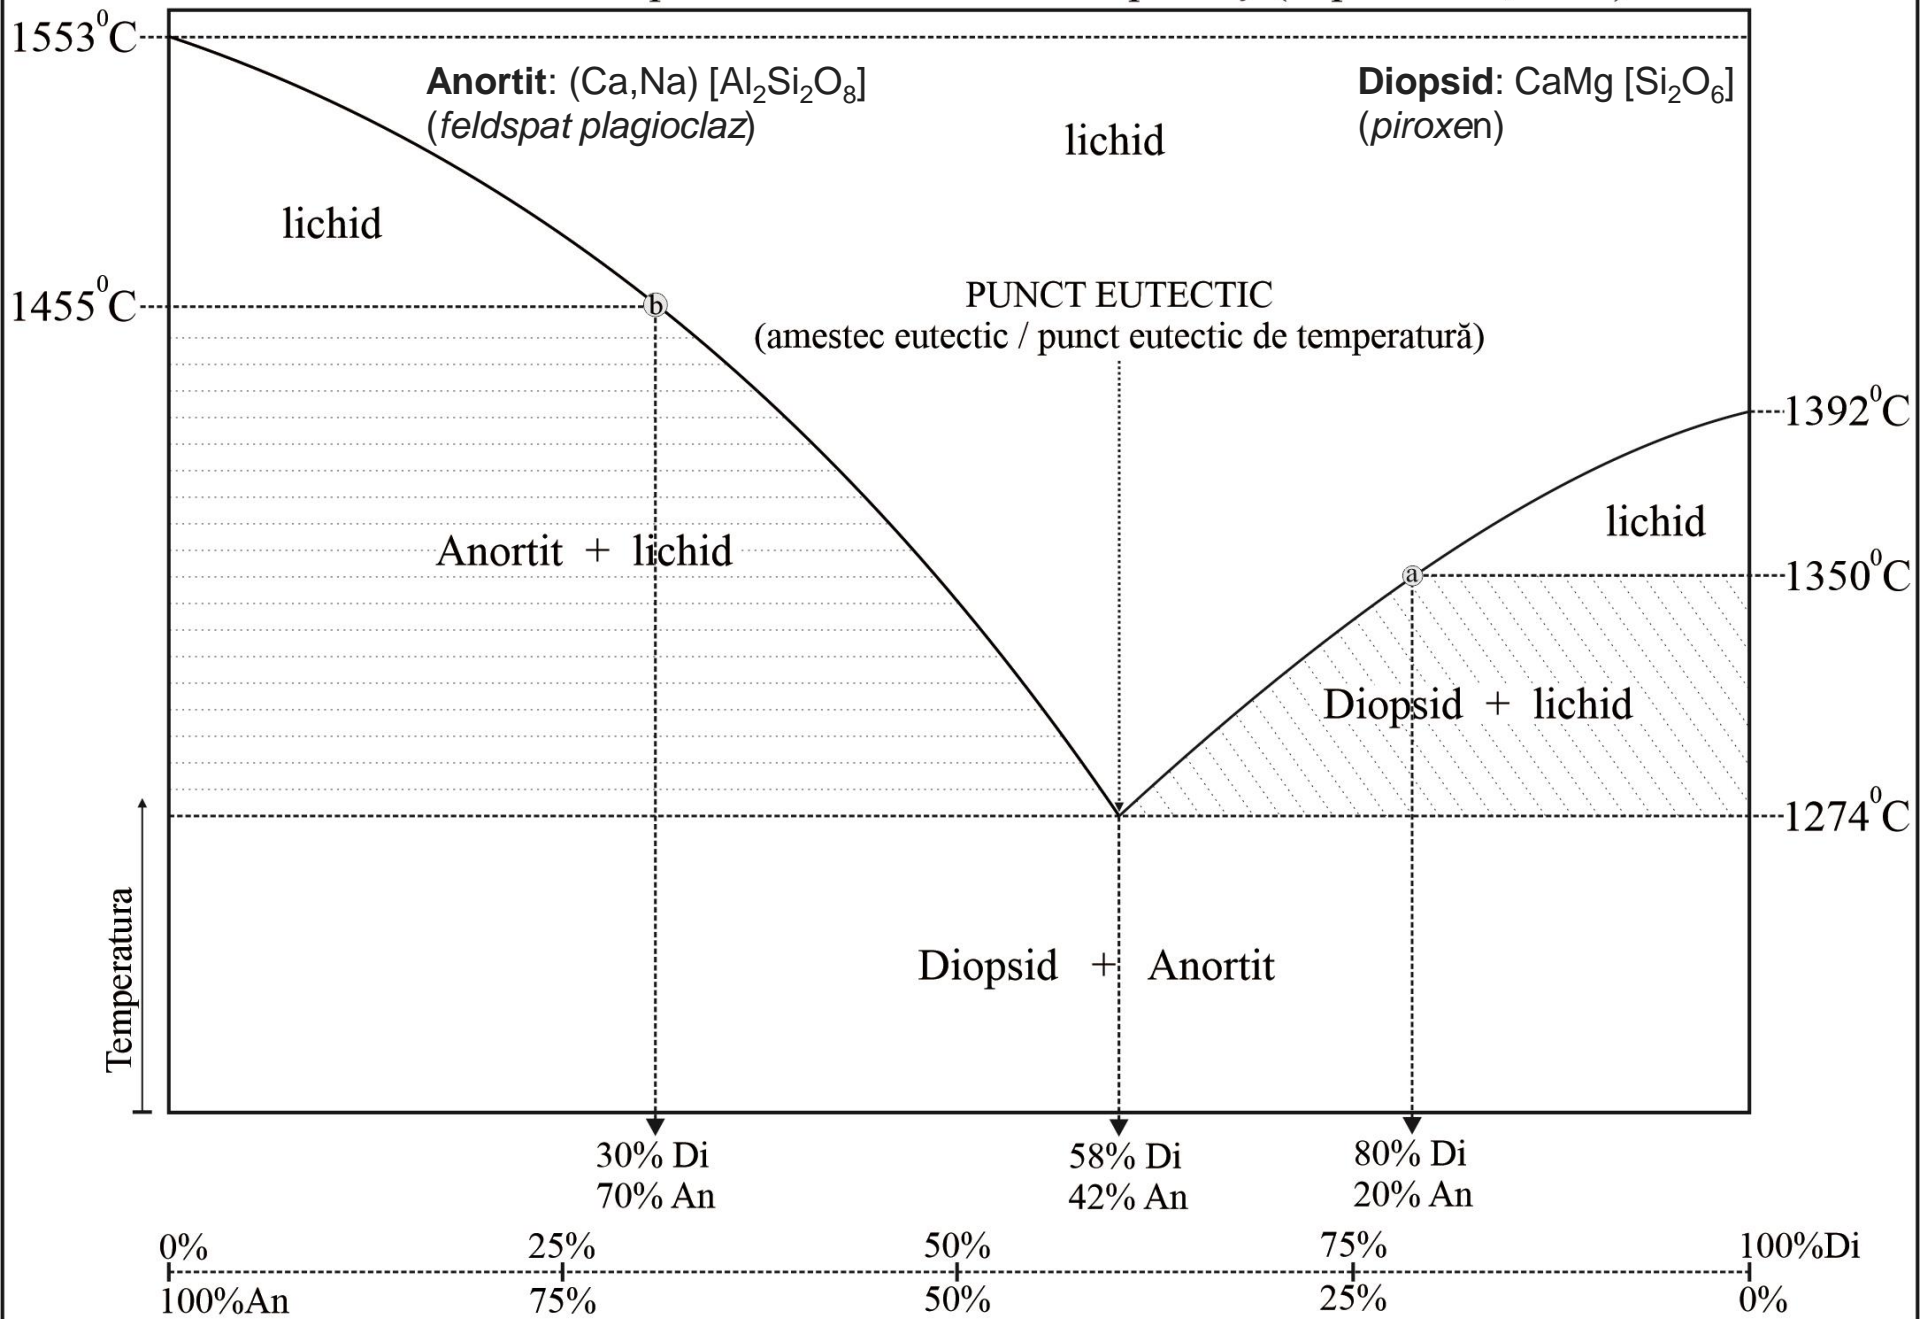 1553⁰C
Anortit: (Ca,Na) [Al₂Si₂O₈]
(feldspat plagioclaz)
Diopsid: CaMg [Si₂O₆]
(piroxen)
lichid
lichid
1455⁰C
b
PUNCT EUTECTIC
(amestec eutectic / punct eutectic de temperatură)
1392⁰C
lichid
Anortit + lichid
a
1350⁰C
Diopsid + lichid
1274⁰C
Temperatura
Diopsid + Anortit
30% Di
70% An
58% Di
42% An
80% Di
20% An
0% 25% 50% 75% 100%Di
100%An 75% 50% 25% 0%